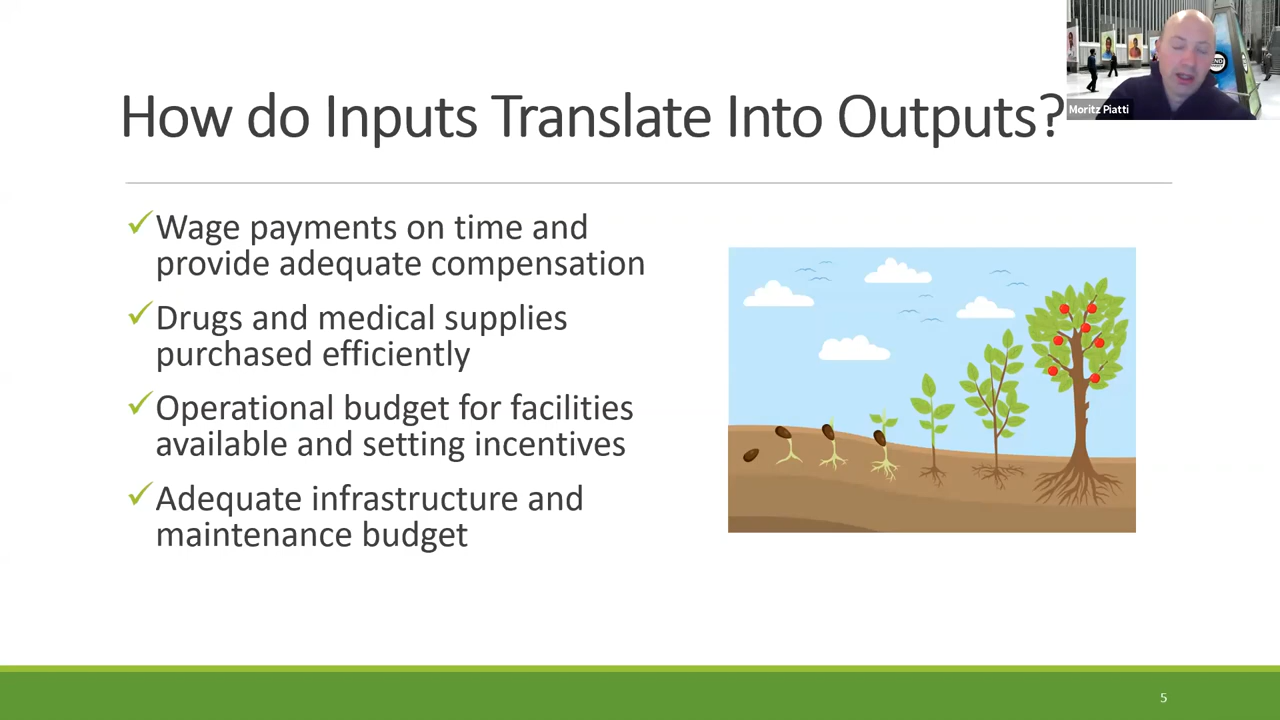 How do Inputs Translate Into Outputs?
Moritz Piatti
✓Wage payments on time and
provide adequate compensation
✓Drugs and medical supplies
purchased efficiently
✓Operational budget for facilities
available and setting incentives
✓Adequate infrastructure and
maintenance budget
5